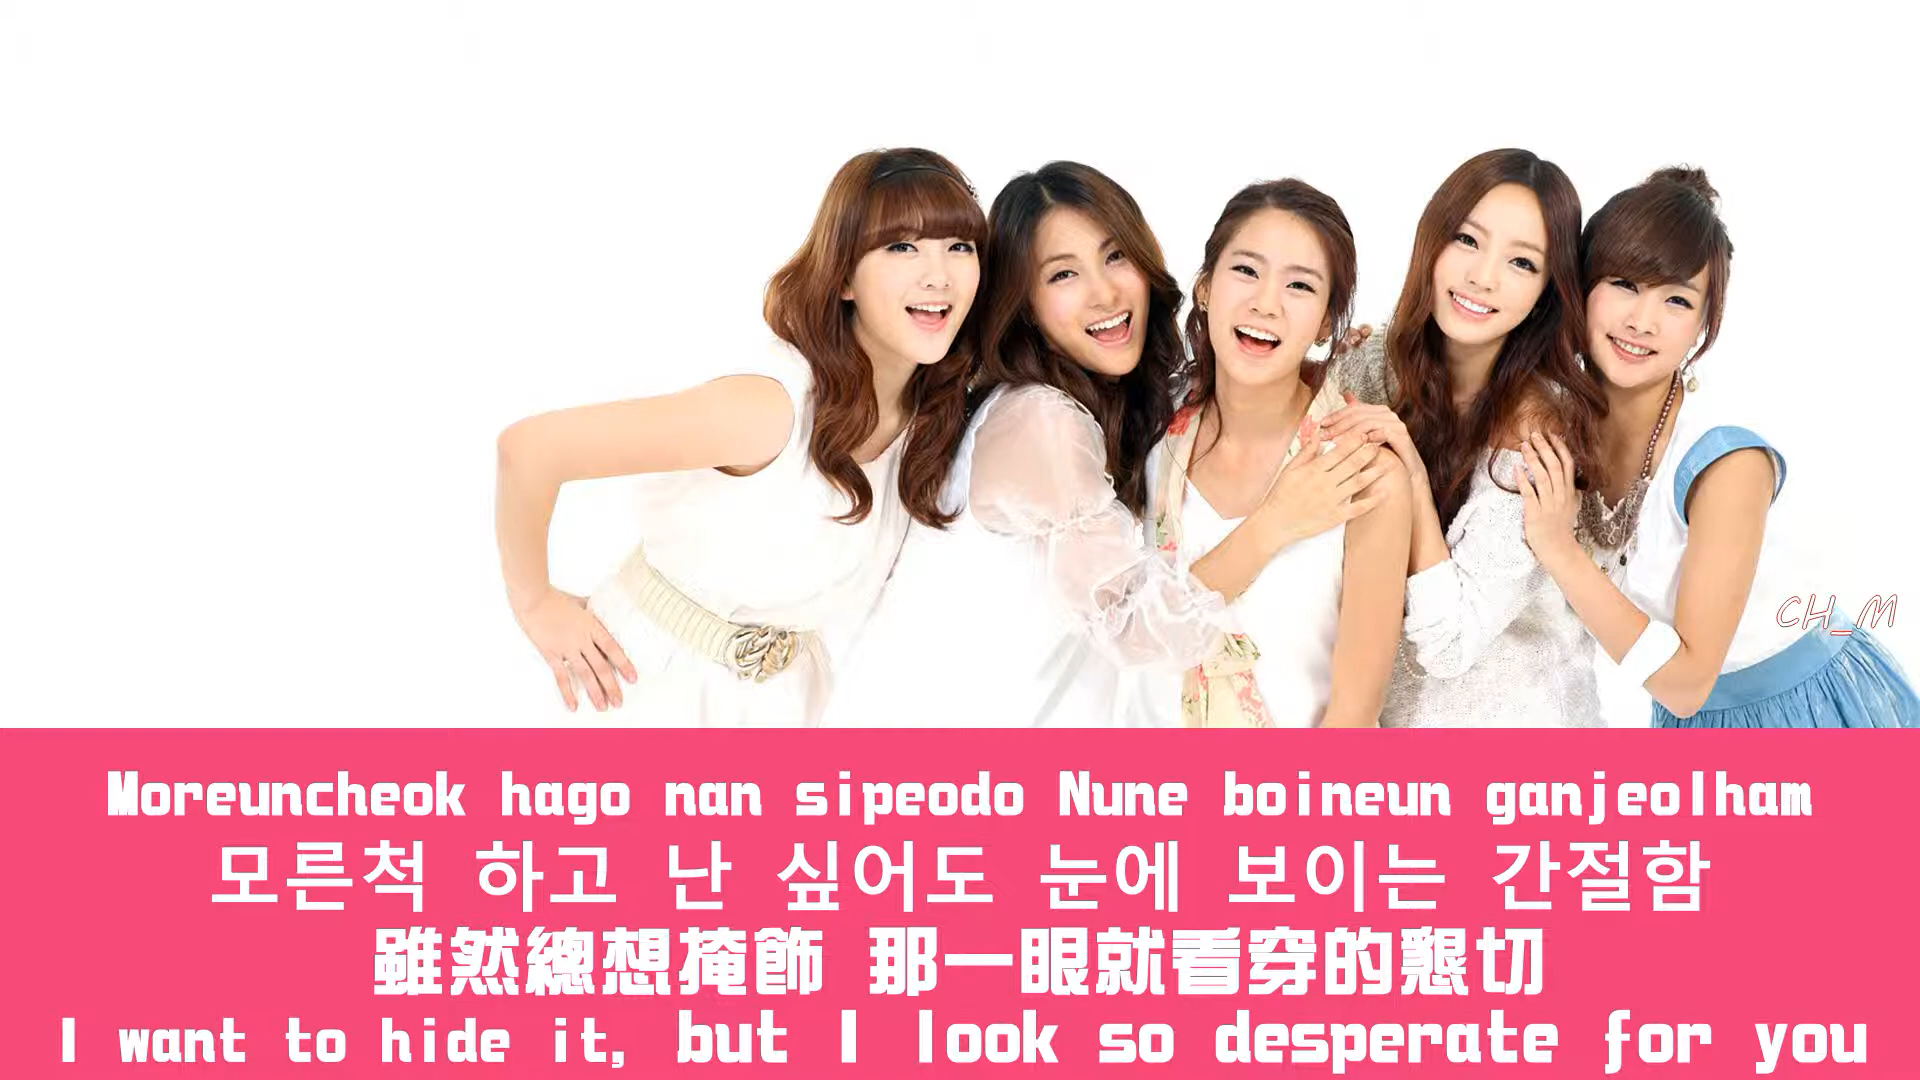 CH_M
Moreuncheok hago nan sipeodo Nune boineun ganjeolham
모른척 하고 난 싶어도 눈에 보이는 간절함
雖然總想掩飾 那一眼就看穿的懇切
I want to hide it, but I look so desperate for you